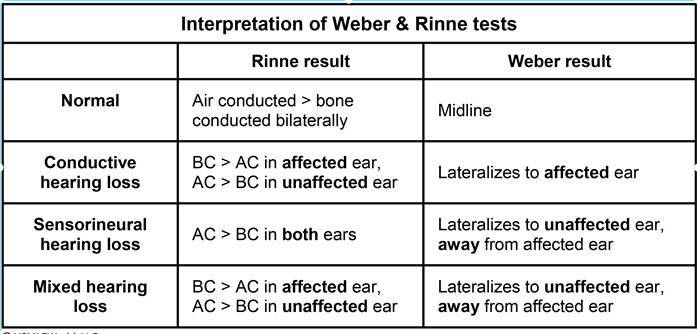 Interpretation of Weber & Rinne tests
Rinne result
Weber result
Normal
Air conducted > bone
conducted bilaterally
Midline
Conductive
hearing loss
BC > AC in affected ear,
AC > BC in unaffected ear
Lateralizes to affected ear
Sensorineural
hearing loss
AC > BC in both ears
Lateralizes to unaffected ear,
away from affected ear
Mixed hearing
loss
BC > AC in affected ear,
AC > BC in unaffected ear
Lateralizes to unaffected ear,
away from affected ear